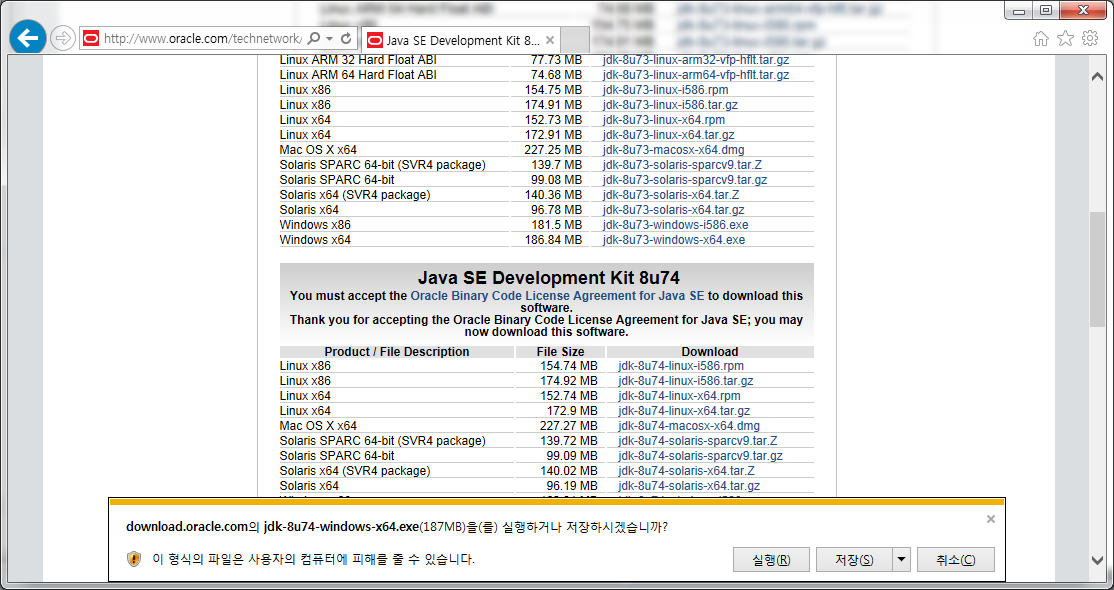 http://www.oracle.com/technetwork/
Java SE Development Kit 8...
Linux ARM 32 Hard Float ABI 77.73 MB jdk-8u73-linux-arm32-vfp-hflt.tar.gz
Linux ARM 64 Hard Float ABI 74.68 MB jdk-8u73-linux-arm64-vfp-hflt.tar.gz
Linux x86 154.75 MB jdk-8u73-linux-i586.rpm
Linux x86 174.91 MB jdk-8u73-linux-i586.tar.gz
Linux x64 152.73 MB jdk-8u73-linux-x64.rpm
Linux x64 172.91 MB jdk-8u73-linux-x64.tar.gz
Mac OS X x64 227.25 MB jdk-8u73-macosx-x64.dmg
Solaris SPARC 64-bit (SVR4 package) 139.7 MB jdk-8u73-solaris-sparcv9.tar.Z
Solaris SPARC 64-bit 99.08 MB jdk-8u73-solaris-sparcv9.tar.gz
Solaris x64 (SVR4 package) 140.36 MB jdk-8u73-solaris-x64.tar.Z
Solaris x64 96.78 MB jdk-8u73-solaris-x64.tar.gz
Windows x86 181.5 MB jdk-8u73-windows-i586.exe
Windows x64 186.84 MB jdk-8u73-windows-x64.exe
Java SE Development Kit 8u74
You must accept the Oracle Binary Code License Agreement for Java SE to download this
software.
Thank you for accepting the Oracle Binary Code License Agreement for Java SE; you may
now download this software.
Product / File Description File Size Download
Linux x86 154.74 MB jdk-8u74-linux-i586.rpm
Linux x86 174.92 MB jdk-8u74-linux-i586.tar.gz
Linux x64 152.74 MB jdk-8u74-linux-x64.rpm
Linux x64 172.9 MB jdk-8u74-linux-x64.tar.gz
Mac OS X x64 227.27 MB jdk-8u74-macosx-x64.dmg
Solaris SPARC 64-bit (SVR4 package) 139.72 MB jdk-8u74-solaris-sparcv9.tar.Z
Solaris SPARC 64-bit 99.09 MB jdk-8u74-solaris-sparcv9.tar.gz
Solaris x64 (SVR4 package) 140.02 MB jdk-8u74-solaris-x64.tar.Z
Solaris x64 96.19 MB jdk-8u74-solaris-x64.tar.gz
download.oracle.com의 jdk-8u74-windows-x64.exe(187MB)을(를) 실행하거나 저장하시겠습니까?
이 형식의 파일은 사용자의 컴퓨터에 피해를 줄 수 있습니다.
실행(R) 저장(S) 취소(C)